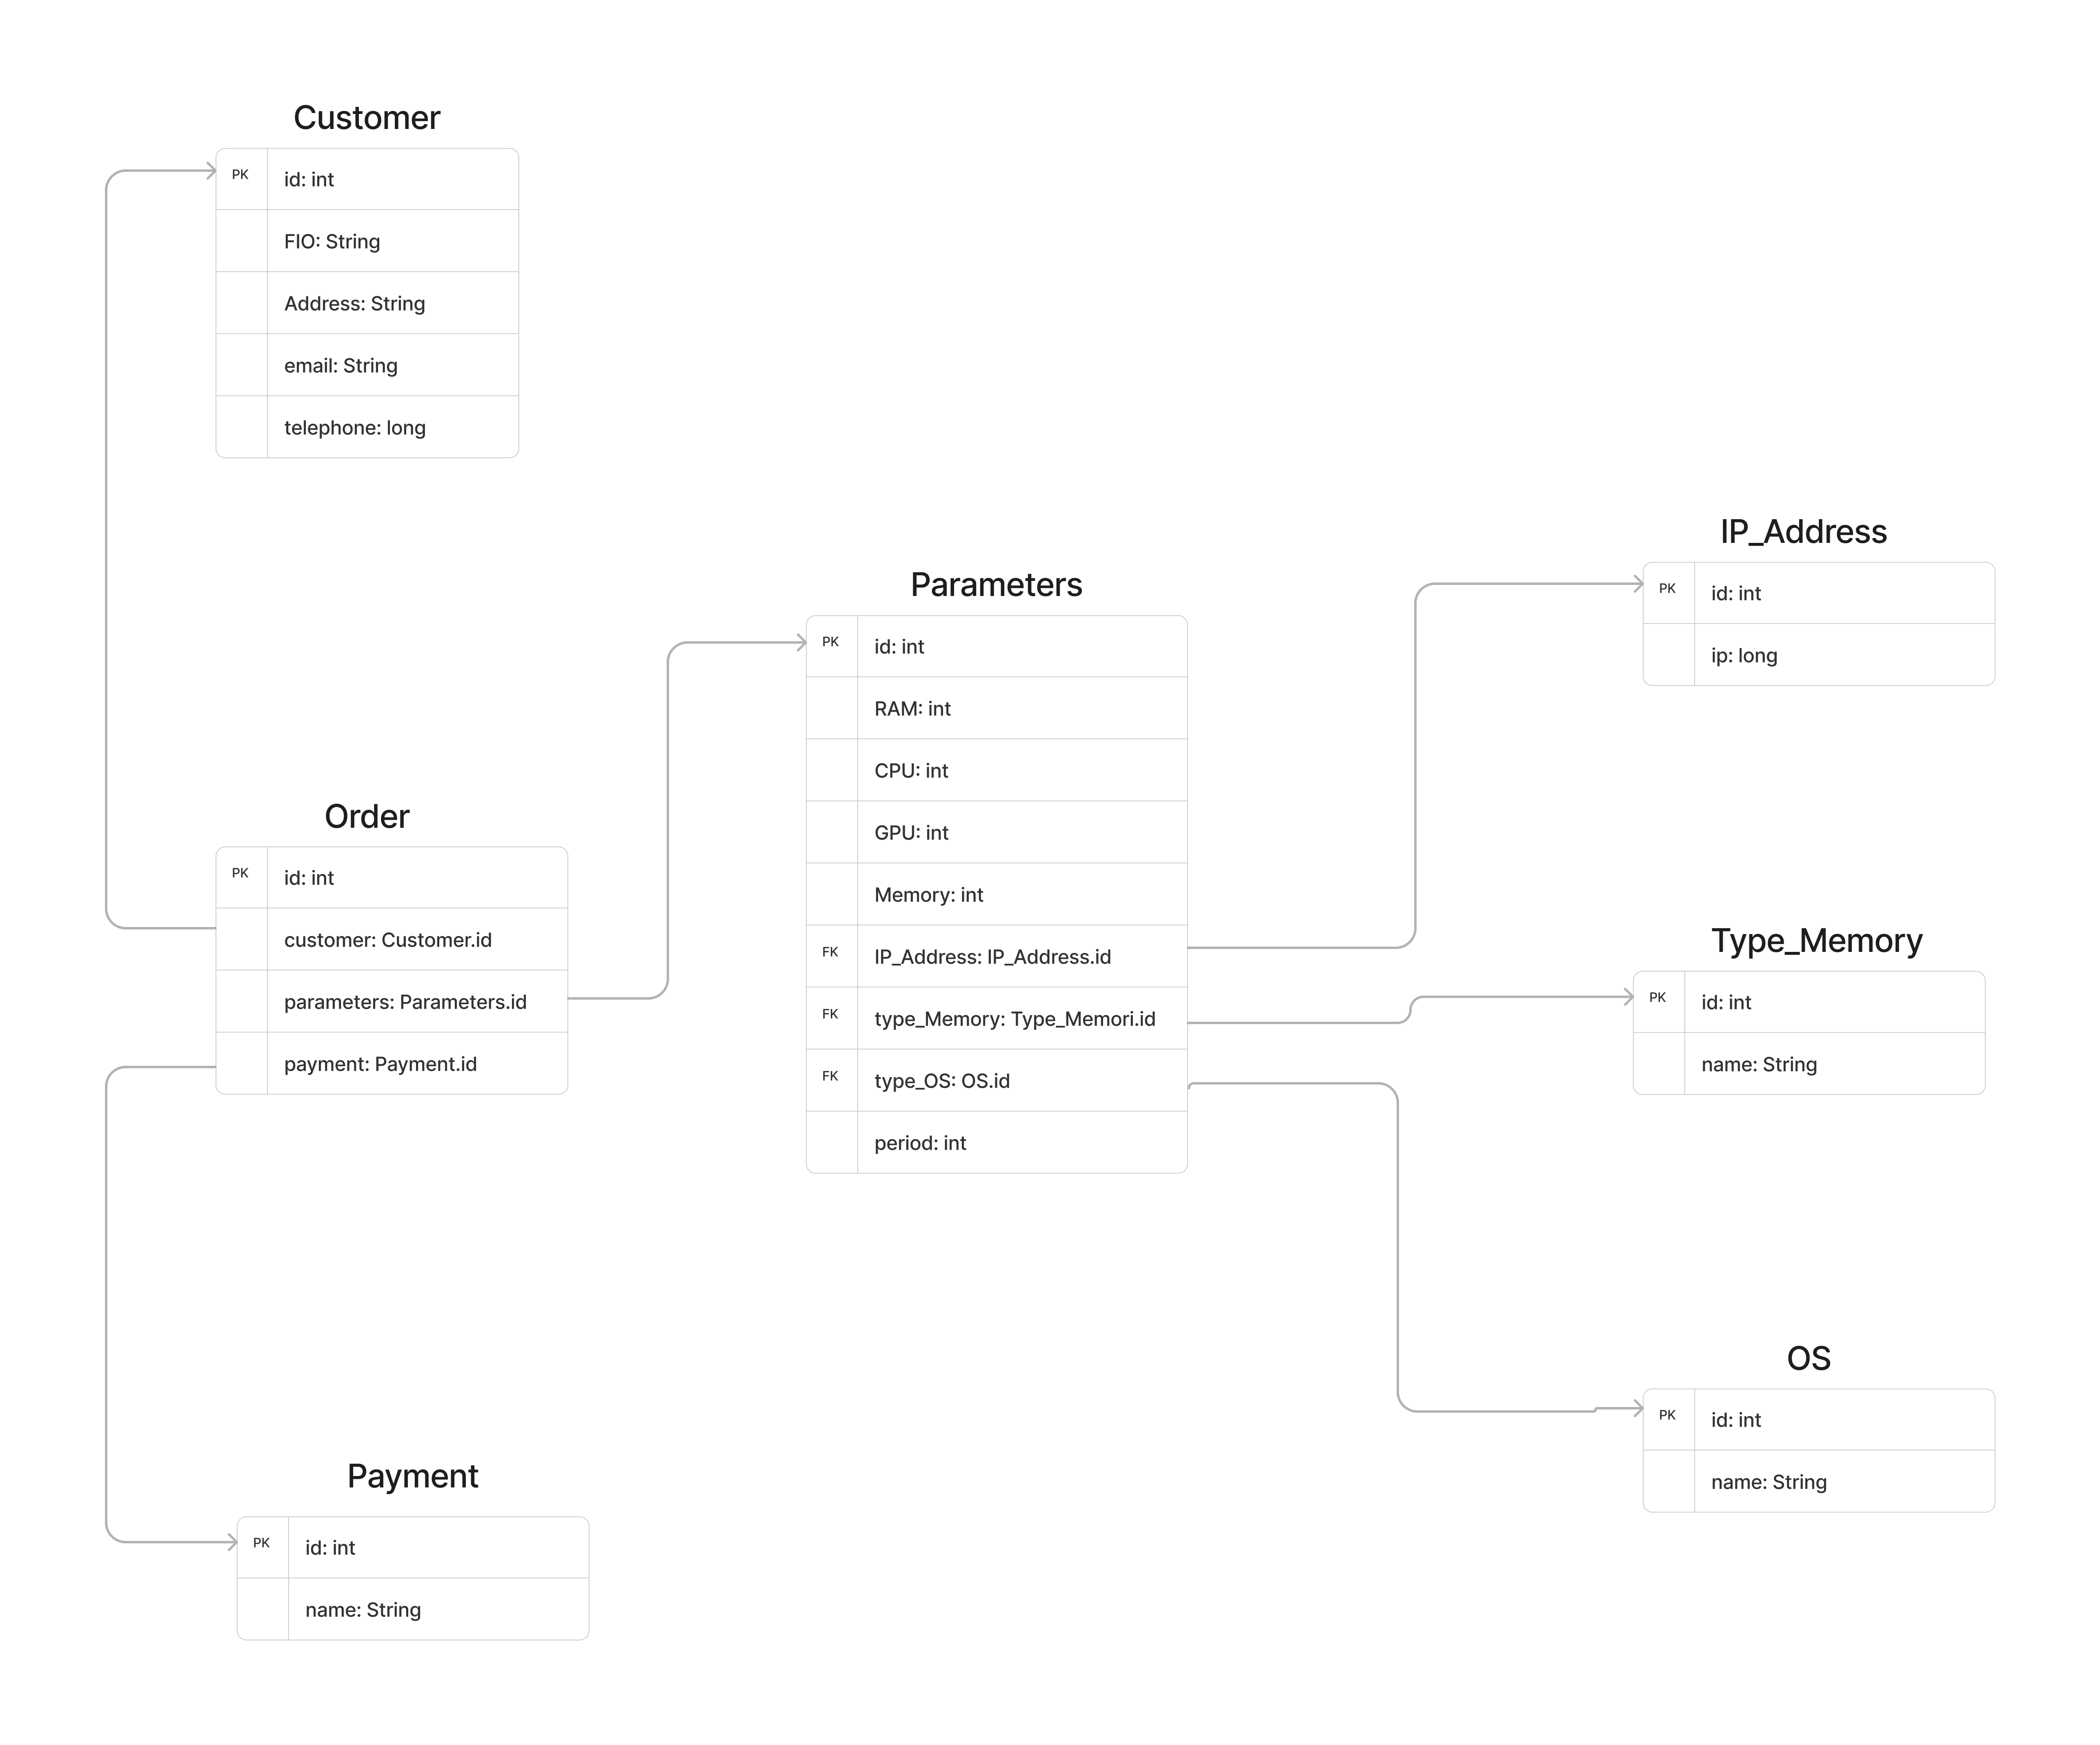 Customer
PK id: int
FIO: String
Address: String
email: String
telephone: long
Order
PK id: int
customer: Customer.id
parameters: Parameters.id
payment: Payment.id
Payment
PK id: int
name: String
Parameters
PK id: int
RAM: int
CPU: int
GPU: int
Memory: int
FK IP_Address: IP_Address.id
FK type_Memory: Type_Memori.id
FK type_OS: OS.id
period: int
IP_Address
PK id: int
ip: long
Type_Memory
PK id: int
name: String
OS
PK id: int
name: String